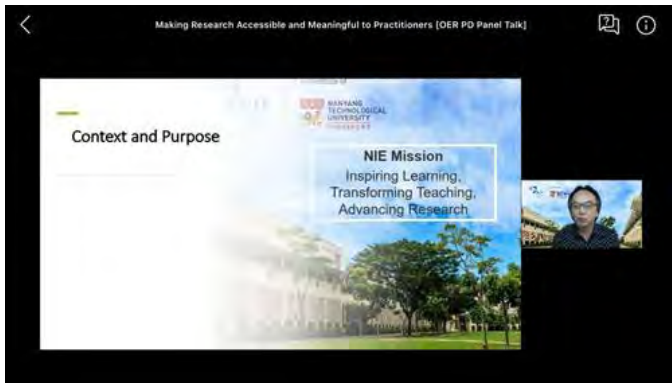 Making Research Accessible and Meaningful to Practitioners [OER PD Panel Talk]
NANYANG
TECHNOLOGICAL
UNIVERSITY
SINGAPORE
Context and Purpose
NIE Mission
Inspiring Learning,
Transforming Teaching,
Advancing Research